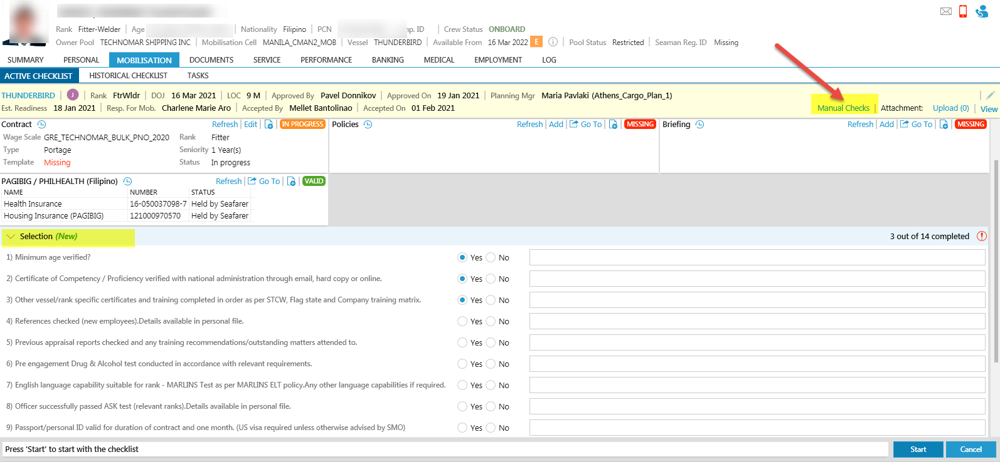 Rank Fitter-Welder Age Nationality Filipino PCN np. ID Crew Status ONBOARD
Owner Pool TECHNOMAR SHIPPING INC Mobilisation Cell MANILA_CMAN2_MOB Vessel THUNDERBIRD Available From 16 Mar 2022 E i Pool Status Restricted Seaman Reg. ID Missing
SUMMARY PERSONAL MOBILISATION DOCUMENTS SERVICE PERFORMANCE BANKING MEDICAL EMPLOYMENT LOG
ACTIVE CHECKLIST HISTORICAL CHECKLIST TASKS
THUNDERBIRD J Rank FtrWldr DOJ 16 Mar 2021 LOC 9 M Approved By Pavel Donnikov Approved On 19 Jan 2021 Planning Mgr Maria Pavlaki (Athens_Cargo_Plan_1)
Est. Readiness 18 Jan 2021 Resp. For Mob. Charlene Marie Aro Accepted By Mellet Bantolinao Accepted On 01 Feb 2021 Manual Checks Attachment: Upload (0) View
Contract Refresh Edit IN PROGRESS Policies Refresh Add Go To MISSING Briefing Refresh Add Go To MISSING
Wage Scale GRE_TECHNOMAR_BULK_PNO_2020 Rank Fitter
Type Portage Seniority 1 Year(s)
Template Missing Status In progress
PAGIBIG / PHILHEALTH (Filipino) Refresh Go To VALID
NAME NUMBER STATUS
Health Insurance 16-050037098-7 Held by Seafarer
Housing Insurance (PAGIBIG) 121000970570 Held by Seafarer
Selection (New) 3 out of 14 completed
1) Minimum age verified? Yes No
2) Certificate of Competency / Proficiency verified with national administration through email, hard copy or online. Yes No
3) Other vessel/rank specific certificates and training completed in order as per STCW, Flag state and Company training matrix. Yes No
4) References checked (new employees).Details available in personal file. Yes No
5) Previous appraisal reports checked and any training recommendations/outstanding matters attended to. Yes No
6) Pre engagement Drug & Alcohol test conducted in accordance with relevant requirements. Yes No
7) English language capability suitable for rank - MARLINS Test as per MARLINS ELT policy.Any other language capabilities if required. Yes No
8) Officer successfully passed ASK test (relevant ranks).Details available in personal file. Yes No
9) Passport/personal ID valid for duration of contract and one month. (US visa required unless otherwise advised by SMO) Yes No
Press 'Start' to start with the checklist Start Cancel